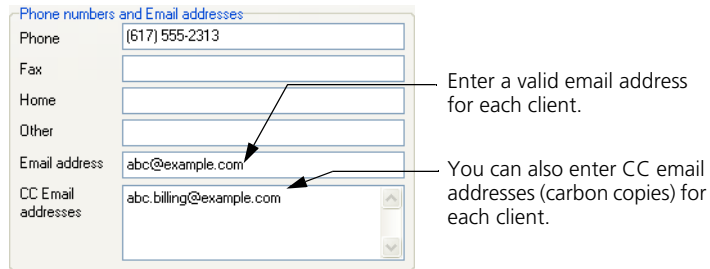 Phone numbers and Email addresses
Phone (617) 555-2313
Fax
Home
Other
Email address abc@example.com
CC Email
addresses
abc.billing@example.com
Enter a valid email address
for each client.
You can also enter CC email
addresses (carbon copies) for
each client.